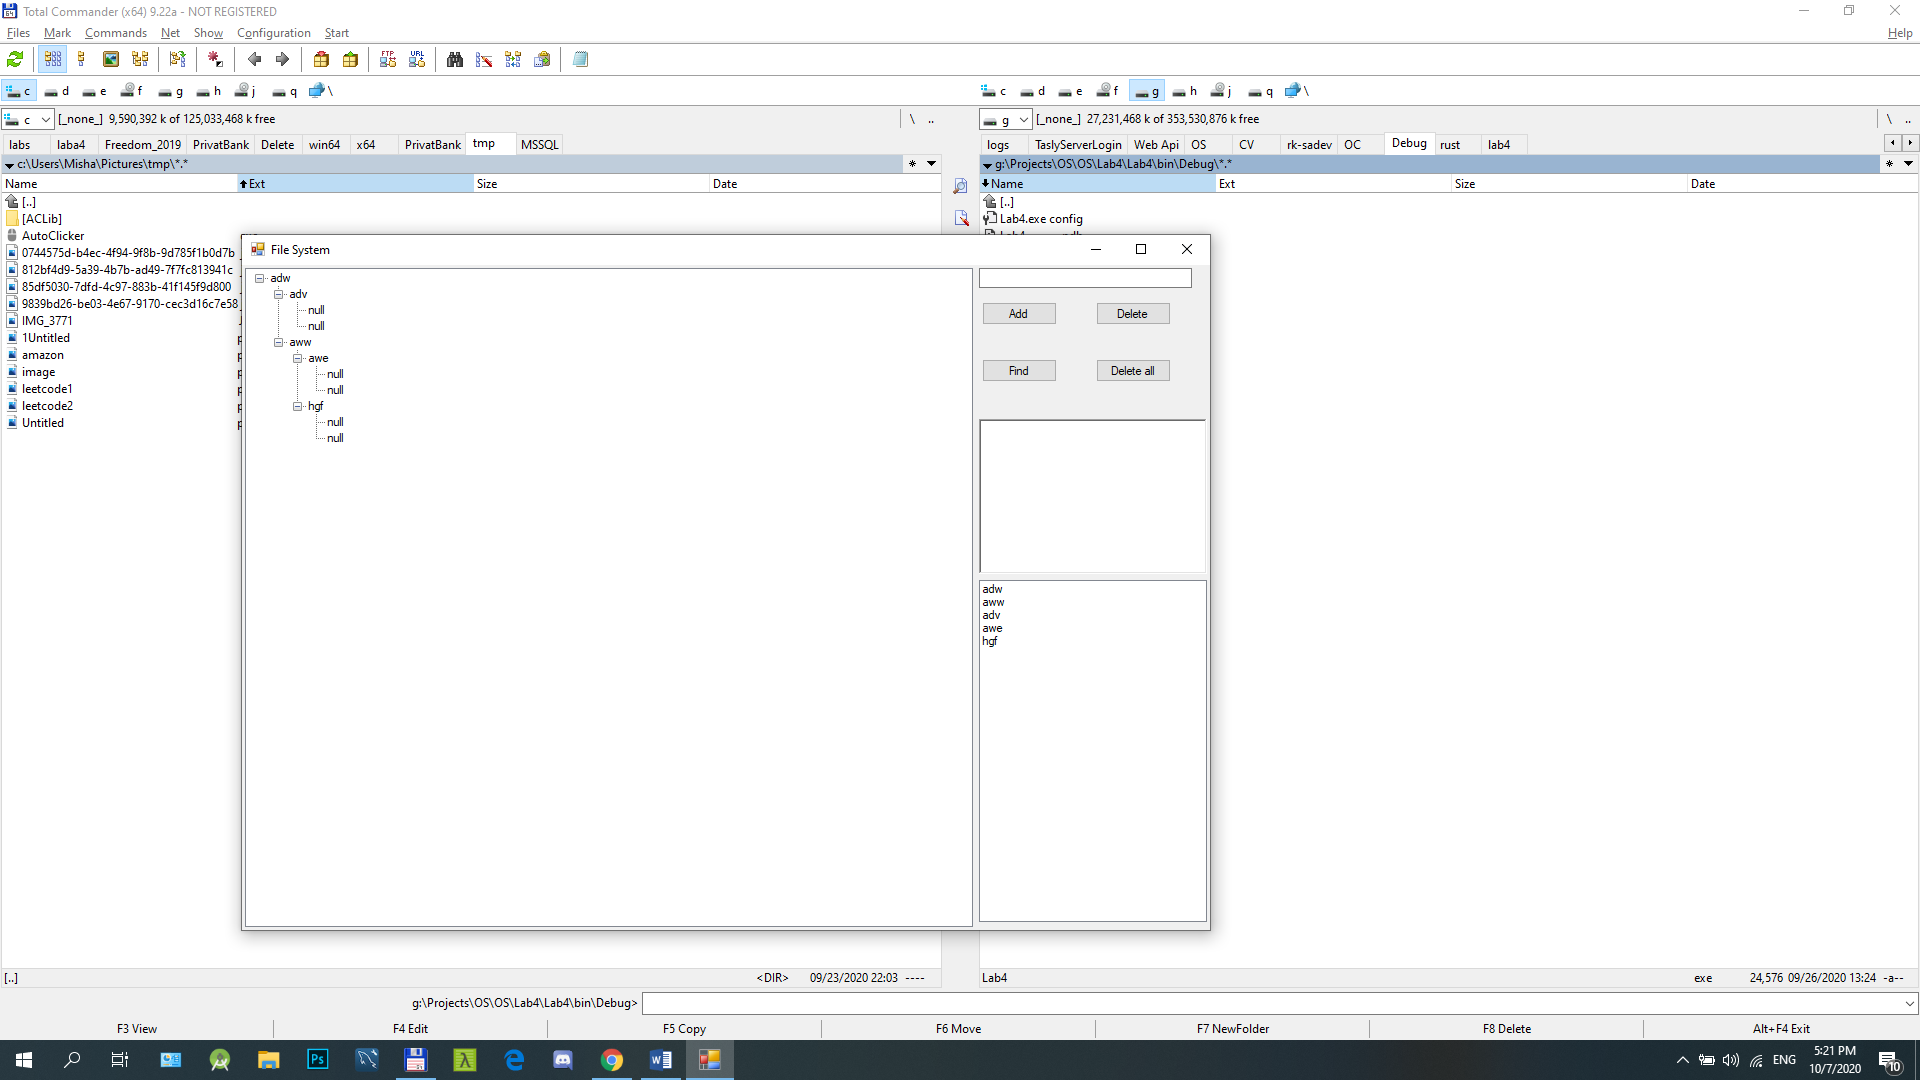 Total Commander (x64) 9.22a - NOT REGISTERED
Files Mark Commands Net Show Configuration Start Help
FTP URL
c d e f g h j q \
c d e f g h j q \
c [_none_] 9,590,392 k of 125,033,468 k free \ ..
g [_none_] 27,231,468 k of 353,530,876 k free \ ..
labs laba4 Freedom_2019 PrivatBank Delete win64 x64 PrivatBank tmp MSSQL
logs TaslyServerLogin Web Api OS CV rk-sadev OC Debug rust lab4
c:\Users\Misha\Pictures\tmp\*.* *
g:\Projects\OS\OS\Lab4\Lab4\bin\Debug\*.* *
Name Ext Size Date
Name Ext Size Date
[..]
[ACLib]
AutoClicker
0744575d-b4ec-4f94-9f8b-9d785f1b0d7b
812bf4d9-5a39-4b7b-ad49-7f7fc813941c
85df5030-7dfd-4c97-883b-41f145f9d800
9839bd26-be03-4e67-9170-cec3d16c7e58
IMG_3771
1Untitled
amazon
image
leetcode1
leetcode2
Untitled
[..]
Lab4.exe config
File System
adw
adv
null
null
aww
awe
null
null
hgf
null
null
Add Delete
Find Delete all
adw
aww
adv
awe
hgf
[..] <DIR> 09/23/2020 22:03 ----
Lab4 exe 24,576 09/26/2020 13:24 -a--
g:\Projects\OS\OS\Lab4\Lab4\bin\Debug>
F3 View F4 Edit F5 Copy F6 Move F7 NewFolder F8 Delete Alt+F4 Exit
Ps ENG 5:21 PM
10/7/2020 10